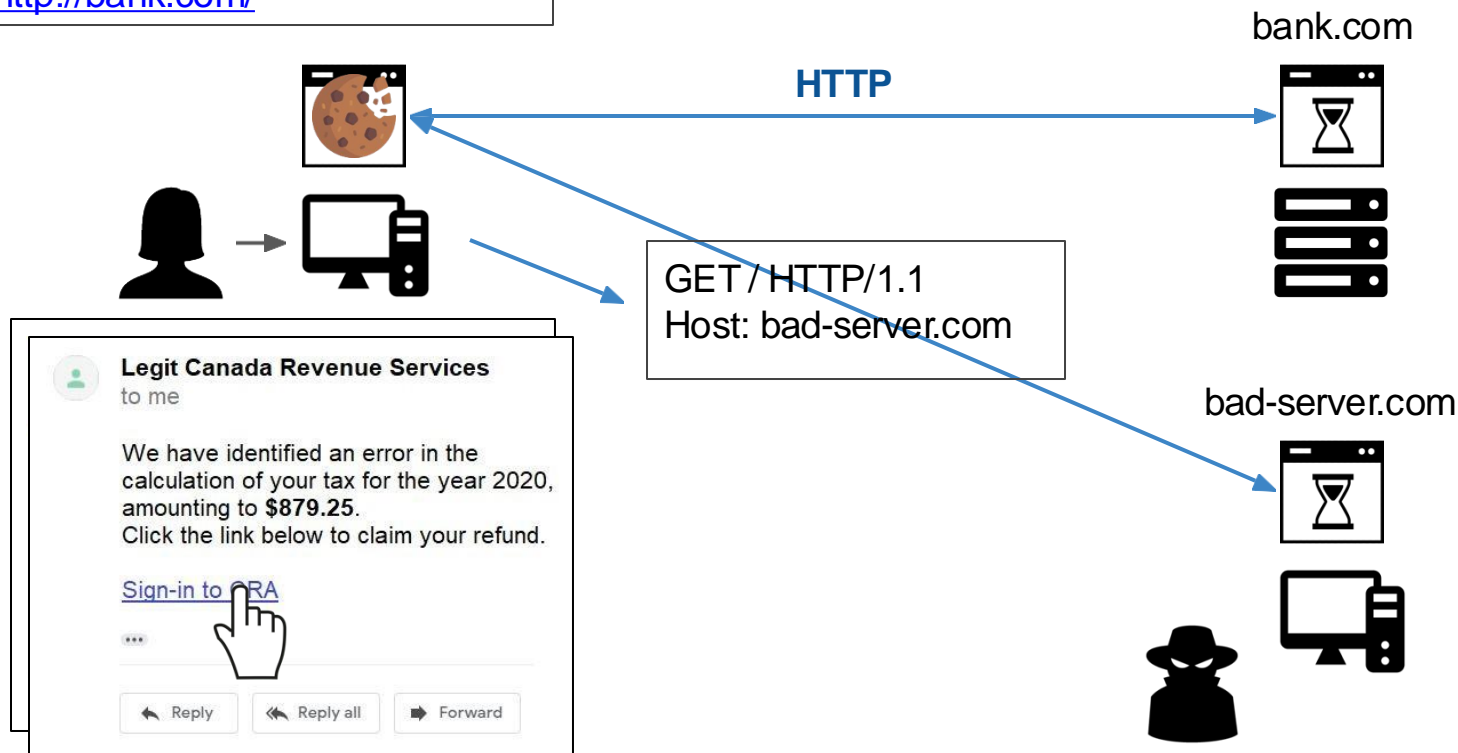 http://bank.com/
bank.com
HTTP
GET / HTTP/1.1
Host: bad-server.com
bad-server.com
Legit Canada Revenue Services
to me
We have identified an error in the
calculation of your tax for the year 2020,
amounting to $879.25.
Click the link below to claim your refund.
Sign-in to CRA
Reply
Reply all
Forward